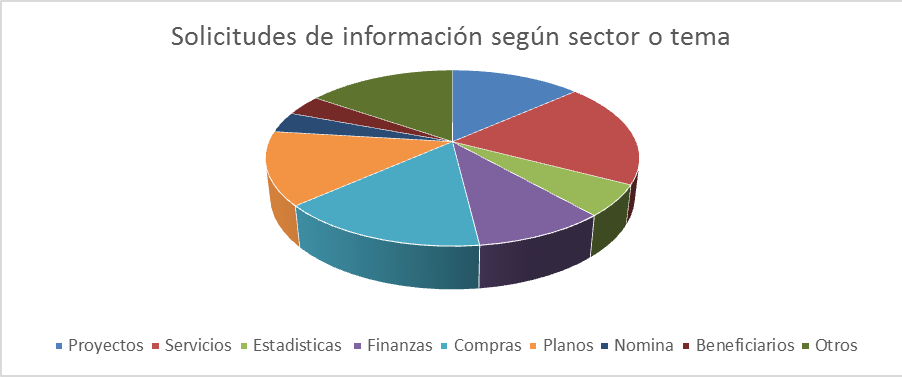 Solicitudes de información según sector o tema
Proyectos Servicios Estadisticas Finanzas Compras Planos Nomina Beneficiarios Otros